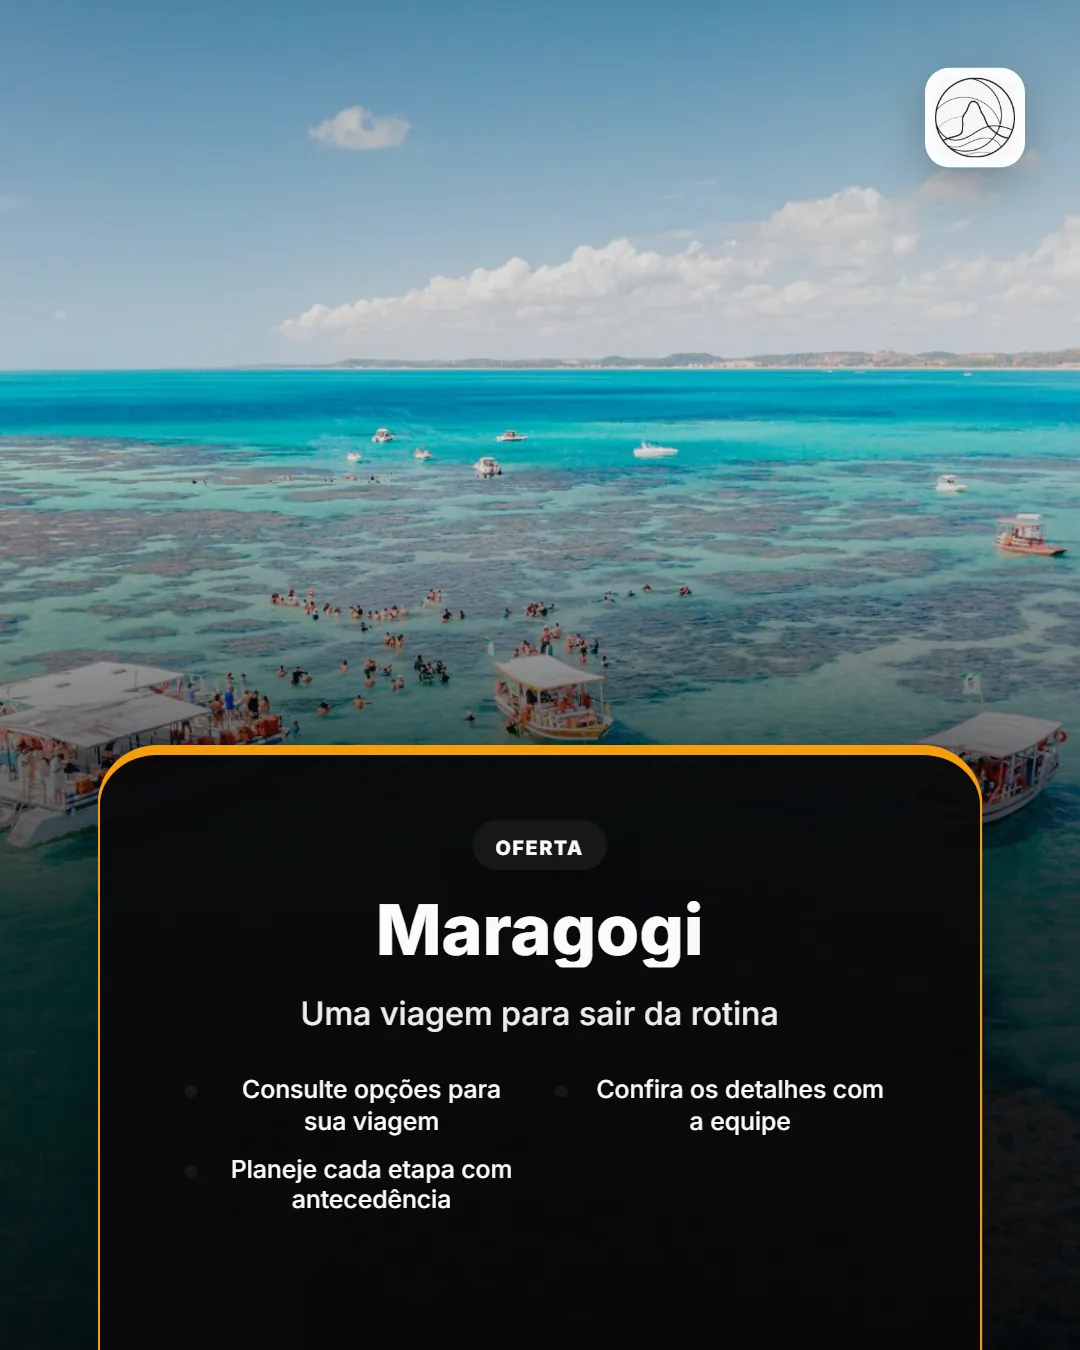 OFERTA
Maragogi
Uma viagem para sair da rotina
Consulte opções para
sua viagem
Confira os detalhes com
a equipe
Planeje cada etapa com
antecedência